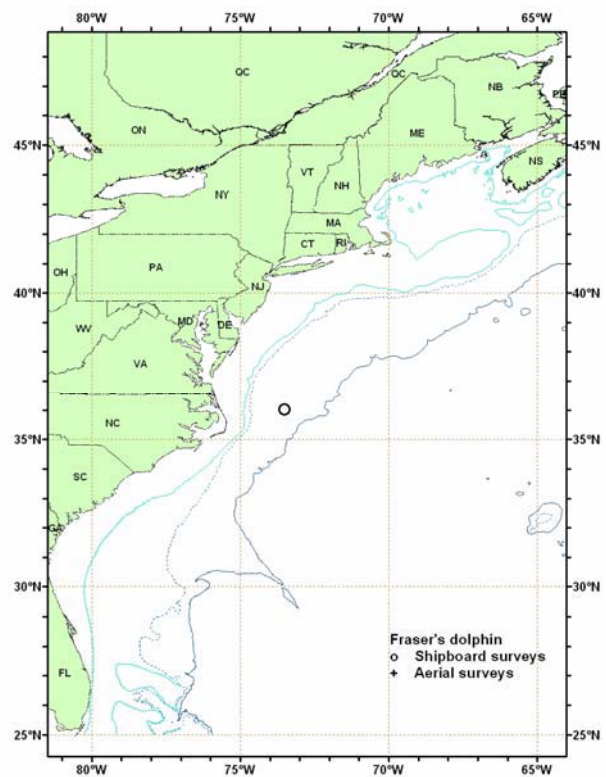 80°W 75°W 70°W 65°W
QC
QC
NB
PE
ON
ME
45°N 45°N
NS
VT
NH
NY
MA
CT RI
PA
OH
NJ
40°N 40°N
MD
DE
WV
VA
NC
35°N 35°N
SC
GA
30°N 30°N
Fraser's dolphin
Shipboard surveys
Aerial surveys
FL
25°N 25°N
80°W 75°W 70°W 65°W